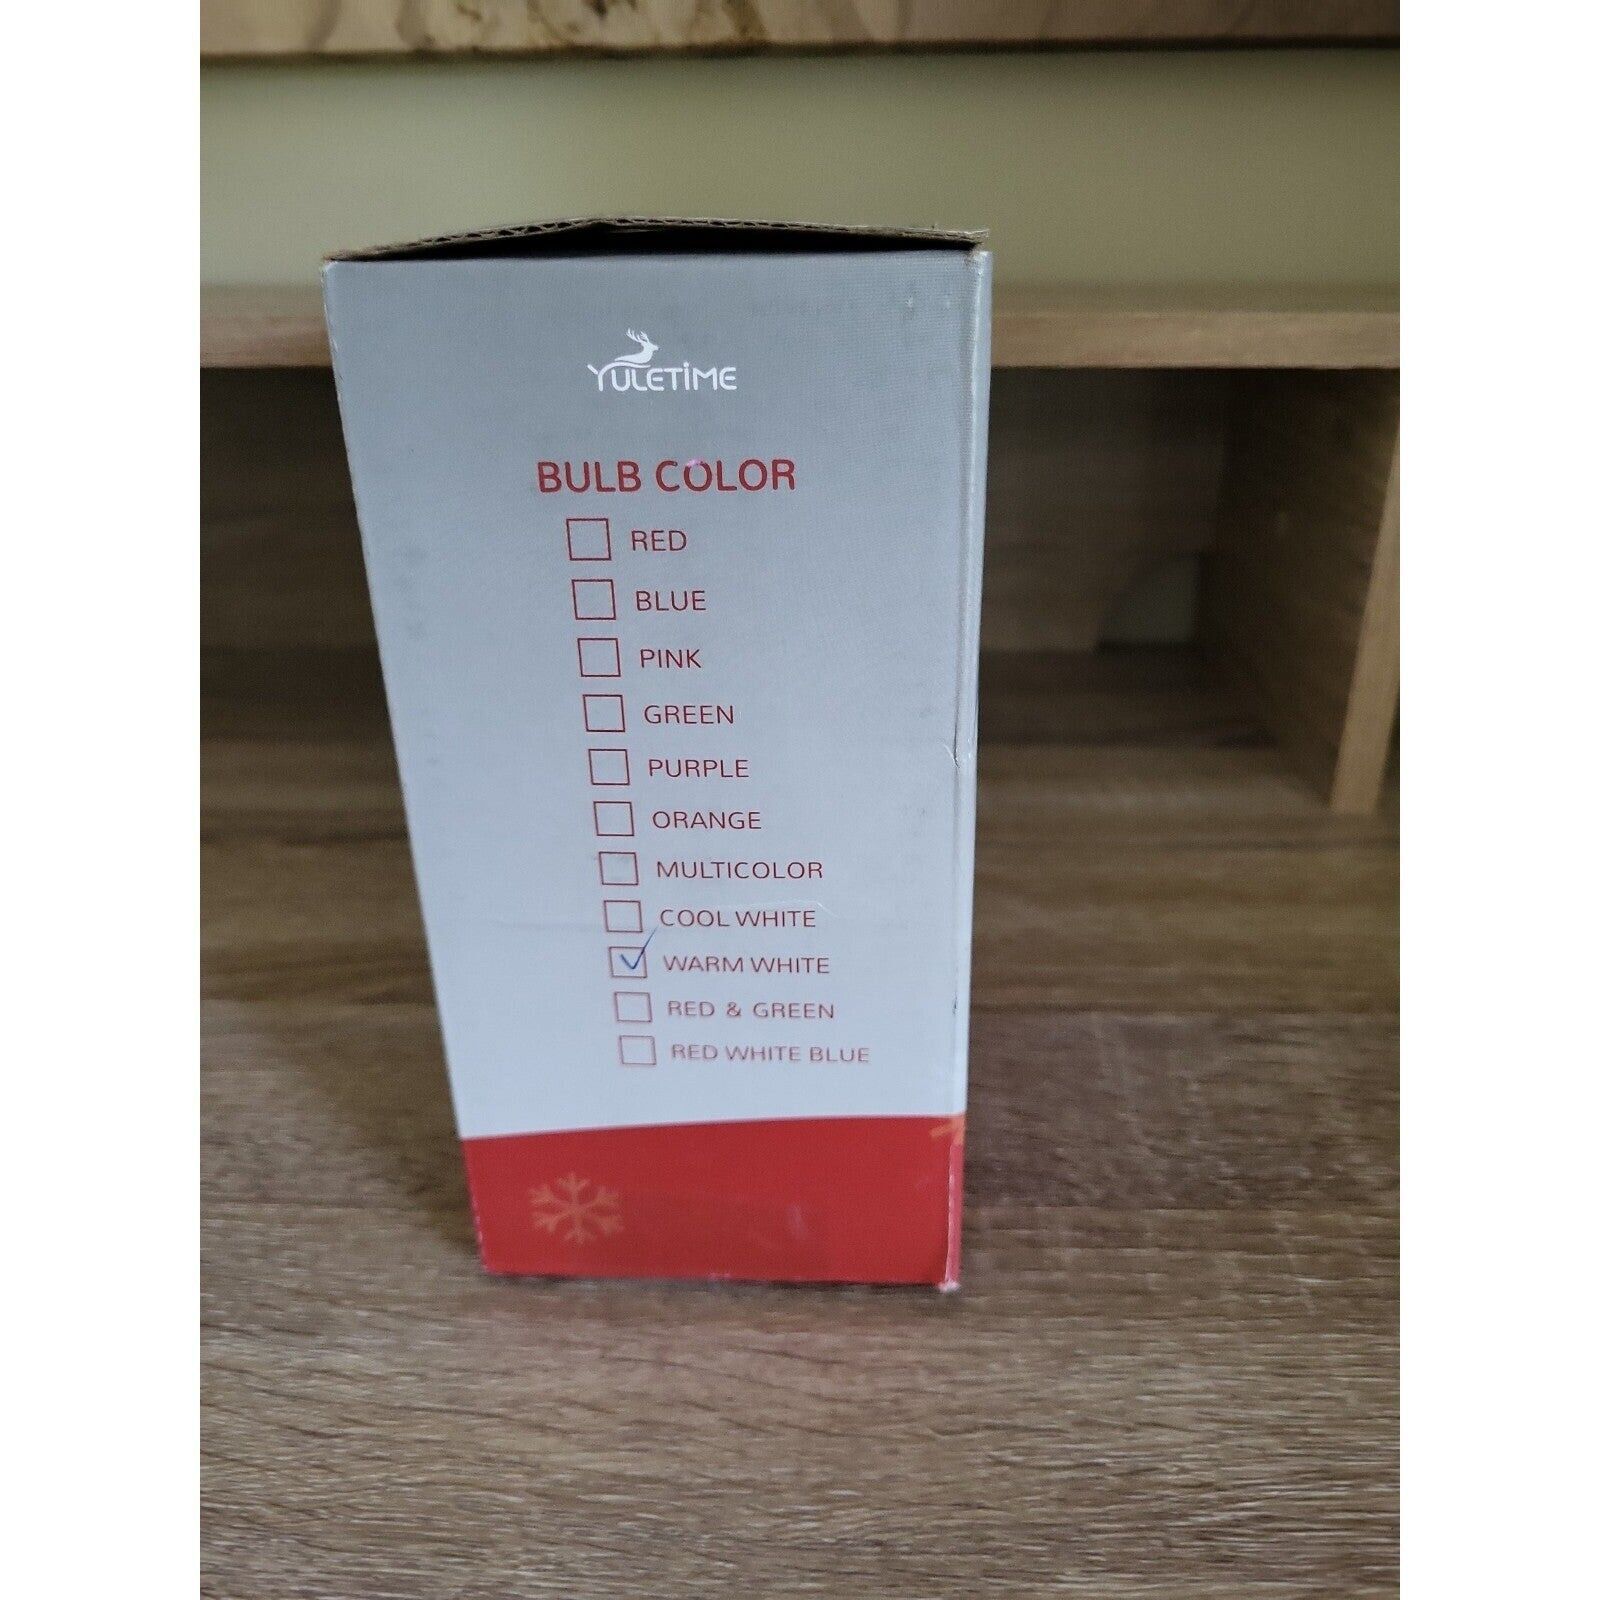 YULETIME
BULB COLOR
RED
BLUE
PINK
GREEN
PURPLE
ORANGE
MULTICOLOR
COOL WHITE
WARM WHITE
RED & GREEN
RED WHITE BLUE